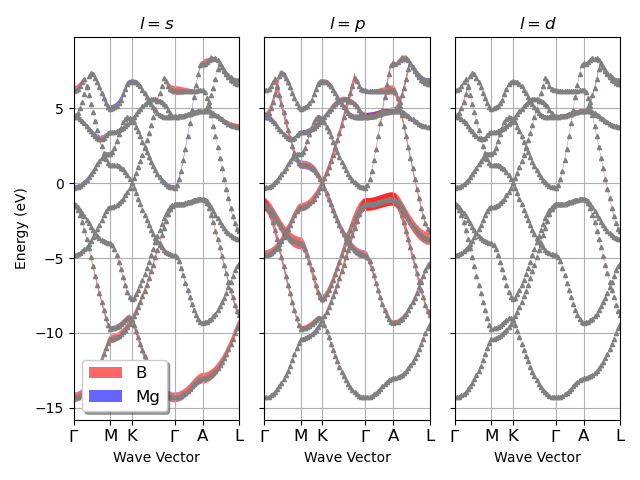 l = s
l = p
l = d
Energy (eV)
5
0
−5
−10
−15
B
Mg
Γ M K Γ A L
Γ M K Γ A L
Γ M K Γ A L
Wave Vector
Wave Vector
Wave Vector